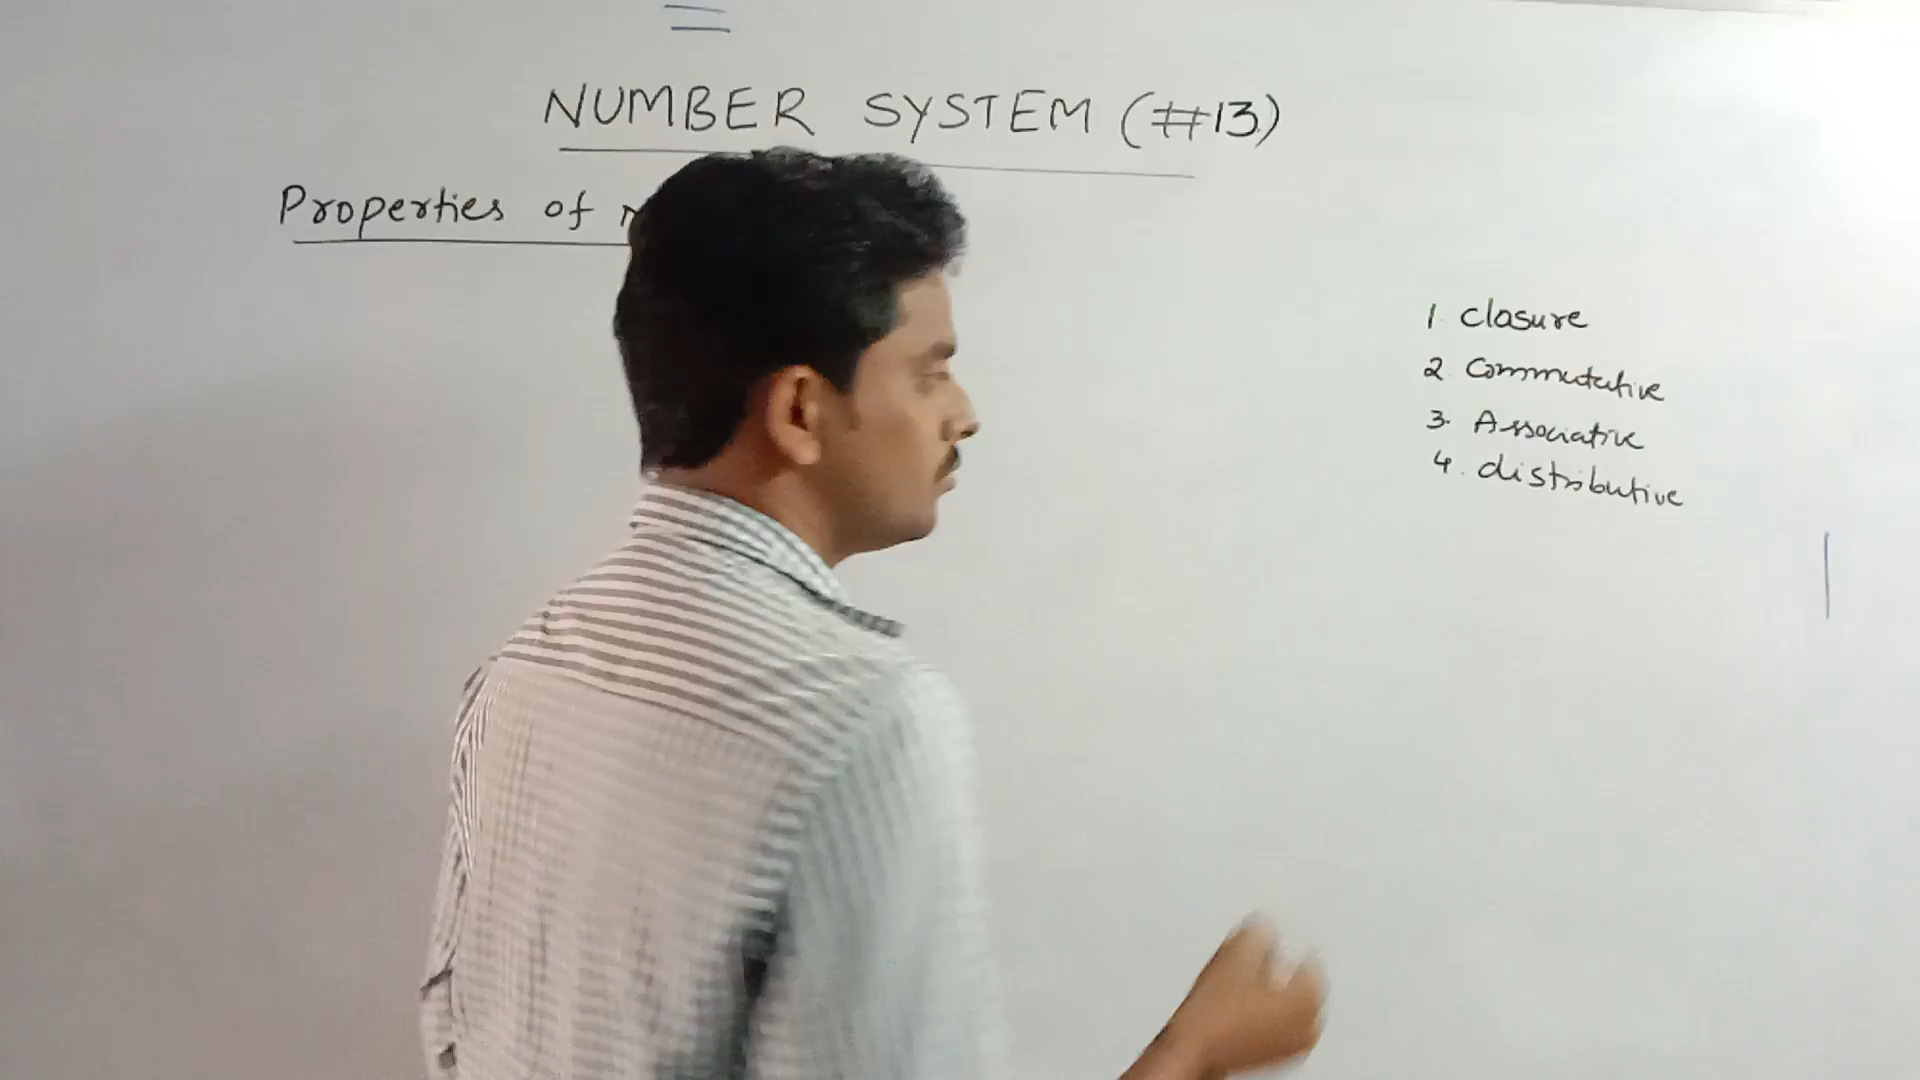 NUMBER SYSTEM (#13)
Properties of
1. closure
2 Commutative
3. Associative
4. distributive